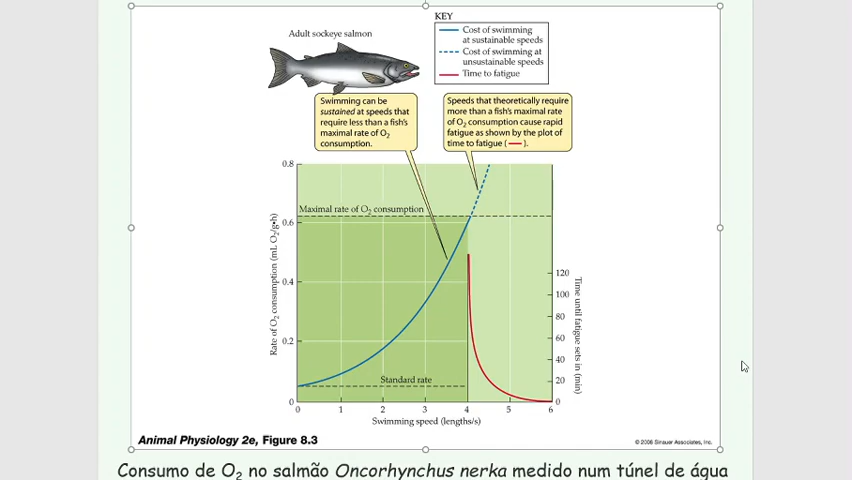 KEY
Adult sockeye salmon
Cost of swimming
at sustainable speeds
Cost of swimming at
unsustainable speeds
Time to fatigue
Swimming can be
sustained at speeds that
require less than a fish's
maximal rate of O₂
consumption.
Speeds that theoretically require
more than a fish's maximal rate
of O₂ consumption cause rapid
fatigue as shown by the plot of
time to fatigue ( — ).
Rate of O₂ consumption (mL O₂/g•h)
0.8
0.6
0.4
0.2
0
Maximal rate of O₂ consumption
Standard rate
120
100
80
60
40
20
0
Time until fatigue sets in (min)
0 1 2 3 4 5 6
Swimming speed (lengths/s)
Animal Physiology 2e, Figure 8.3
© 2008 Sinauer Associates, Inc.
Consumo de O₂ no salmão Oncorhynchus nerka medido num túnel de água